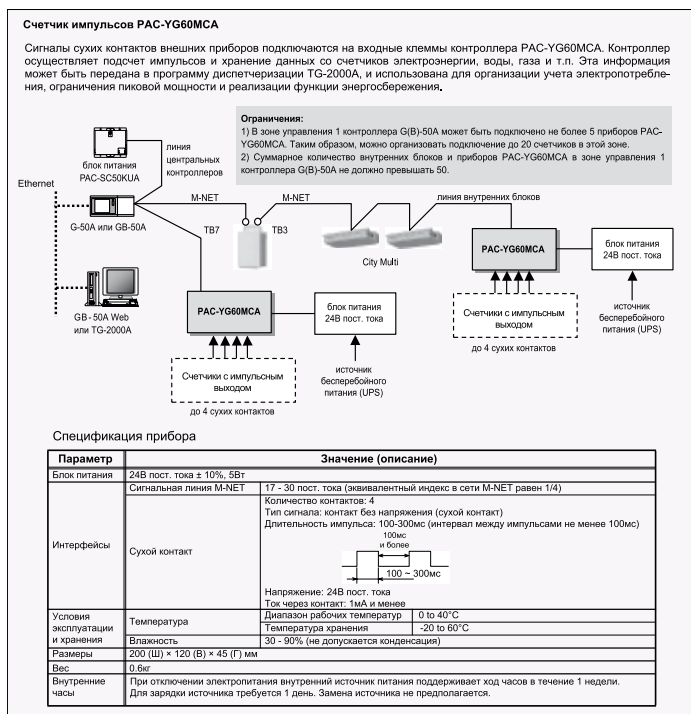 Счетчик импульсов PAC-YG60MCA
Сигналы сухих контактов внешних приборов подключаются на входные клеммы контроллера PAC-YG60MCA. Контроллер
осуществляет подсчет импульсов и хранение данных со счетчиков электроэнергии, воды, газа и т.п. Эта информация
может быть передана в программу диспетчеризации TG-2000A, и использована для организации учета электропотребле-
ния, ограничения пиковой мощности и реализации функции энергосбережения.
Ограничения:
1) В зоне управления 1 контроллера G(B)-50A может быть подключено не более 5 приборов PAC-
YG60MCA. Таким образом, можно организовать подключение до 20 счетчиков в этой зоне.
2) Суммарное количество внутренних блоков и приборов PAC-YG60MCA в зоне управления 1
контроллера G(B)-50A не должно превышать 50.
блок питания
PAC-SC50KUA
линия
центральных
контроллеров
Ethernet
G-50A или GB-50A
M-NET
M-NET
линия внутренних блоков
TB7
TB3
City Multi
PAC-YG60MCA
блок питания
24В пост. тока
GB-50A Web
или TG-2000A
PAC-YG60MCA
блок питания
24В пост. тока
Счетчики с импульсным
выходом
источник
бесперебойного
питания (UPS)
до 4 сухих контактов
Счетчики с импульсным
выходом
источник
бесперебойного
питания (UPS)
до 4 сухих контактов
Спецификация прибора
Параметр Значение (описание)
Блок питания 24В пост. тока ± 10%, 5Вт
Интерфейсы
Сигнальная линия M-NET 17 - 30 пост. тока (эквивалентный индекс в сети M-NET равен 1/4)
Сухой контакт
Количество контактов: 4
Тип сигнала: контакт без напряжения (сухой контакт)
Длительность импульса: 100-300мс (интервал между импульсами не менее 100мс)
100мс
и более
100 ~ 300мс
Напряжение: 24В пост. тока
Ток через контакт: 1мА и менее
Условия
эксплуатации
и хранения
Температура
Диапазон рабочих температур 0 to 40°C
Температура хранения -20 to 60°C
Влажность 30 - 90% (не допускается конденсация)
Размеры 200 (Ш) × 120 (В) × 45 (Г) мм
Вес 0.6кг
Внутренние
часы
При отключении электропитания внутренний источник питания поддерживает ход часов в течение 1 недели.
Для зарядки источника требуется 1 день. Замена источника не предполагается.